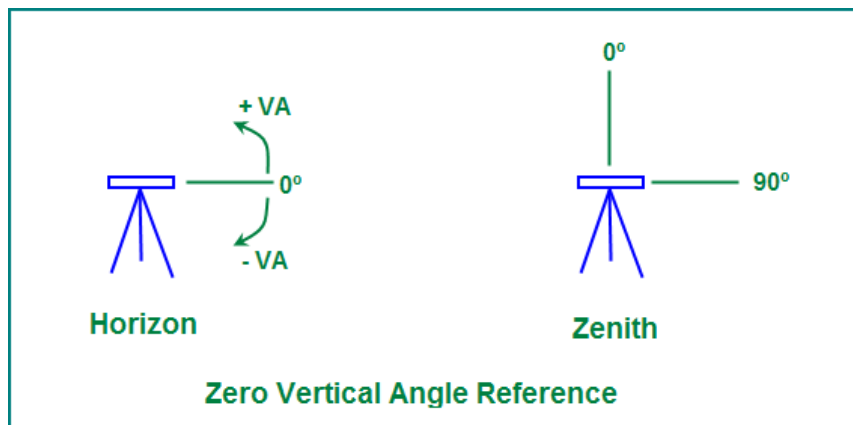 0º
+ VA
0º
90º
- VA
Horizon
Zenith
Zero Vertical Angle Reference